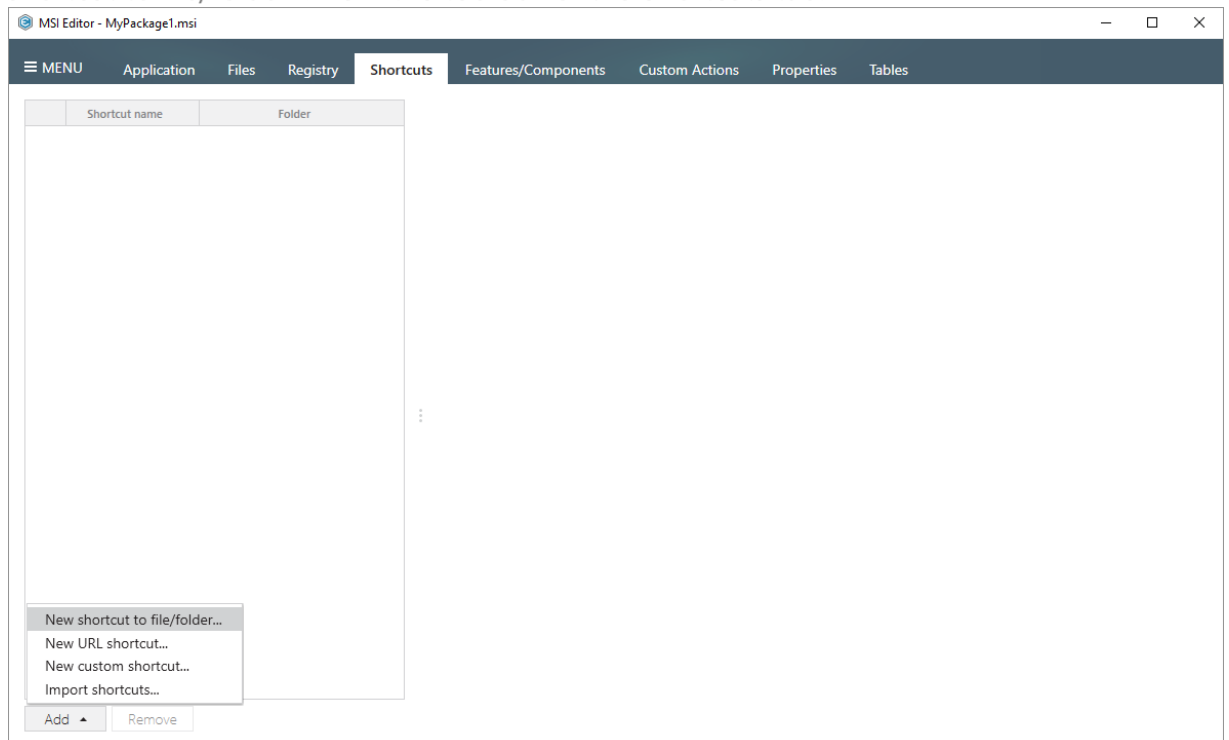 MSI Editor - MyPackage1.msi
MENU Application Files Registry Shortcuts Features/Components Custom Actions Properties Tables
Shortcut name Folder
New shortcut to file/folder...
New URL shortcut...
New custom shortcut...
Import shortcuts...
Add Remove